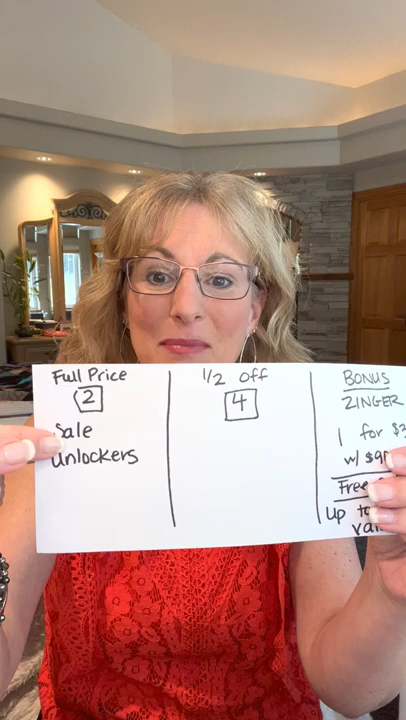 Full Price
2
Sale
Unlockers
1/2 Off
4
BONUS
ZINGER
1 for
w/
Free
up to